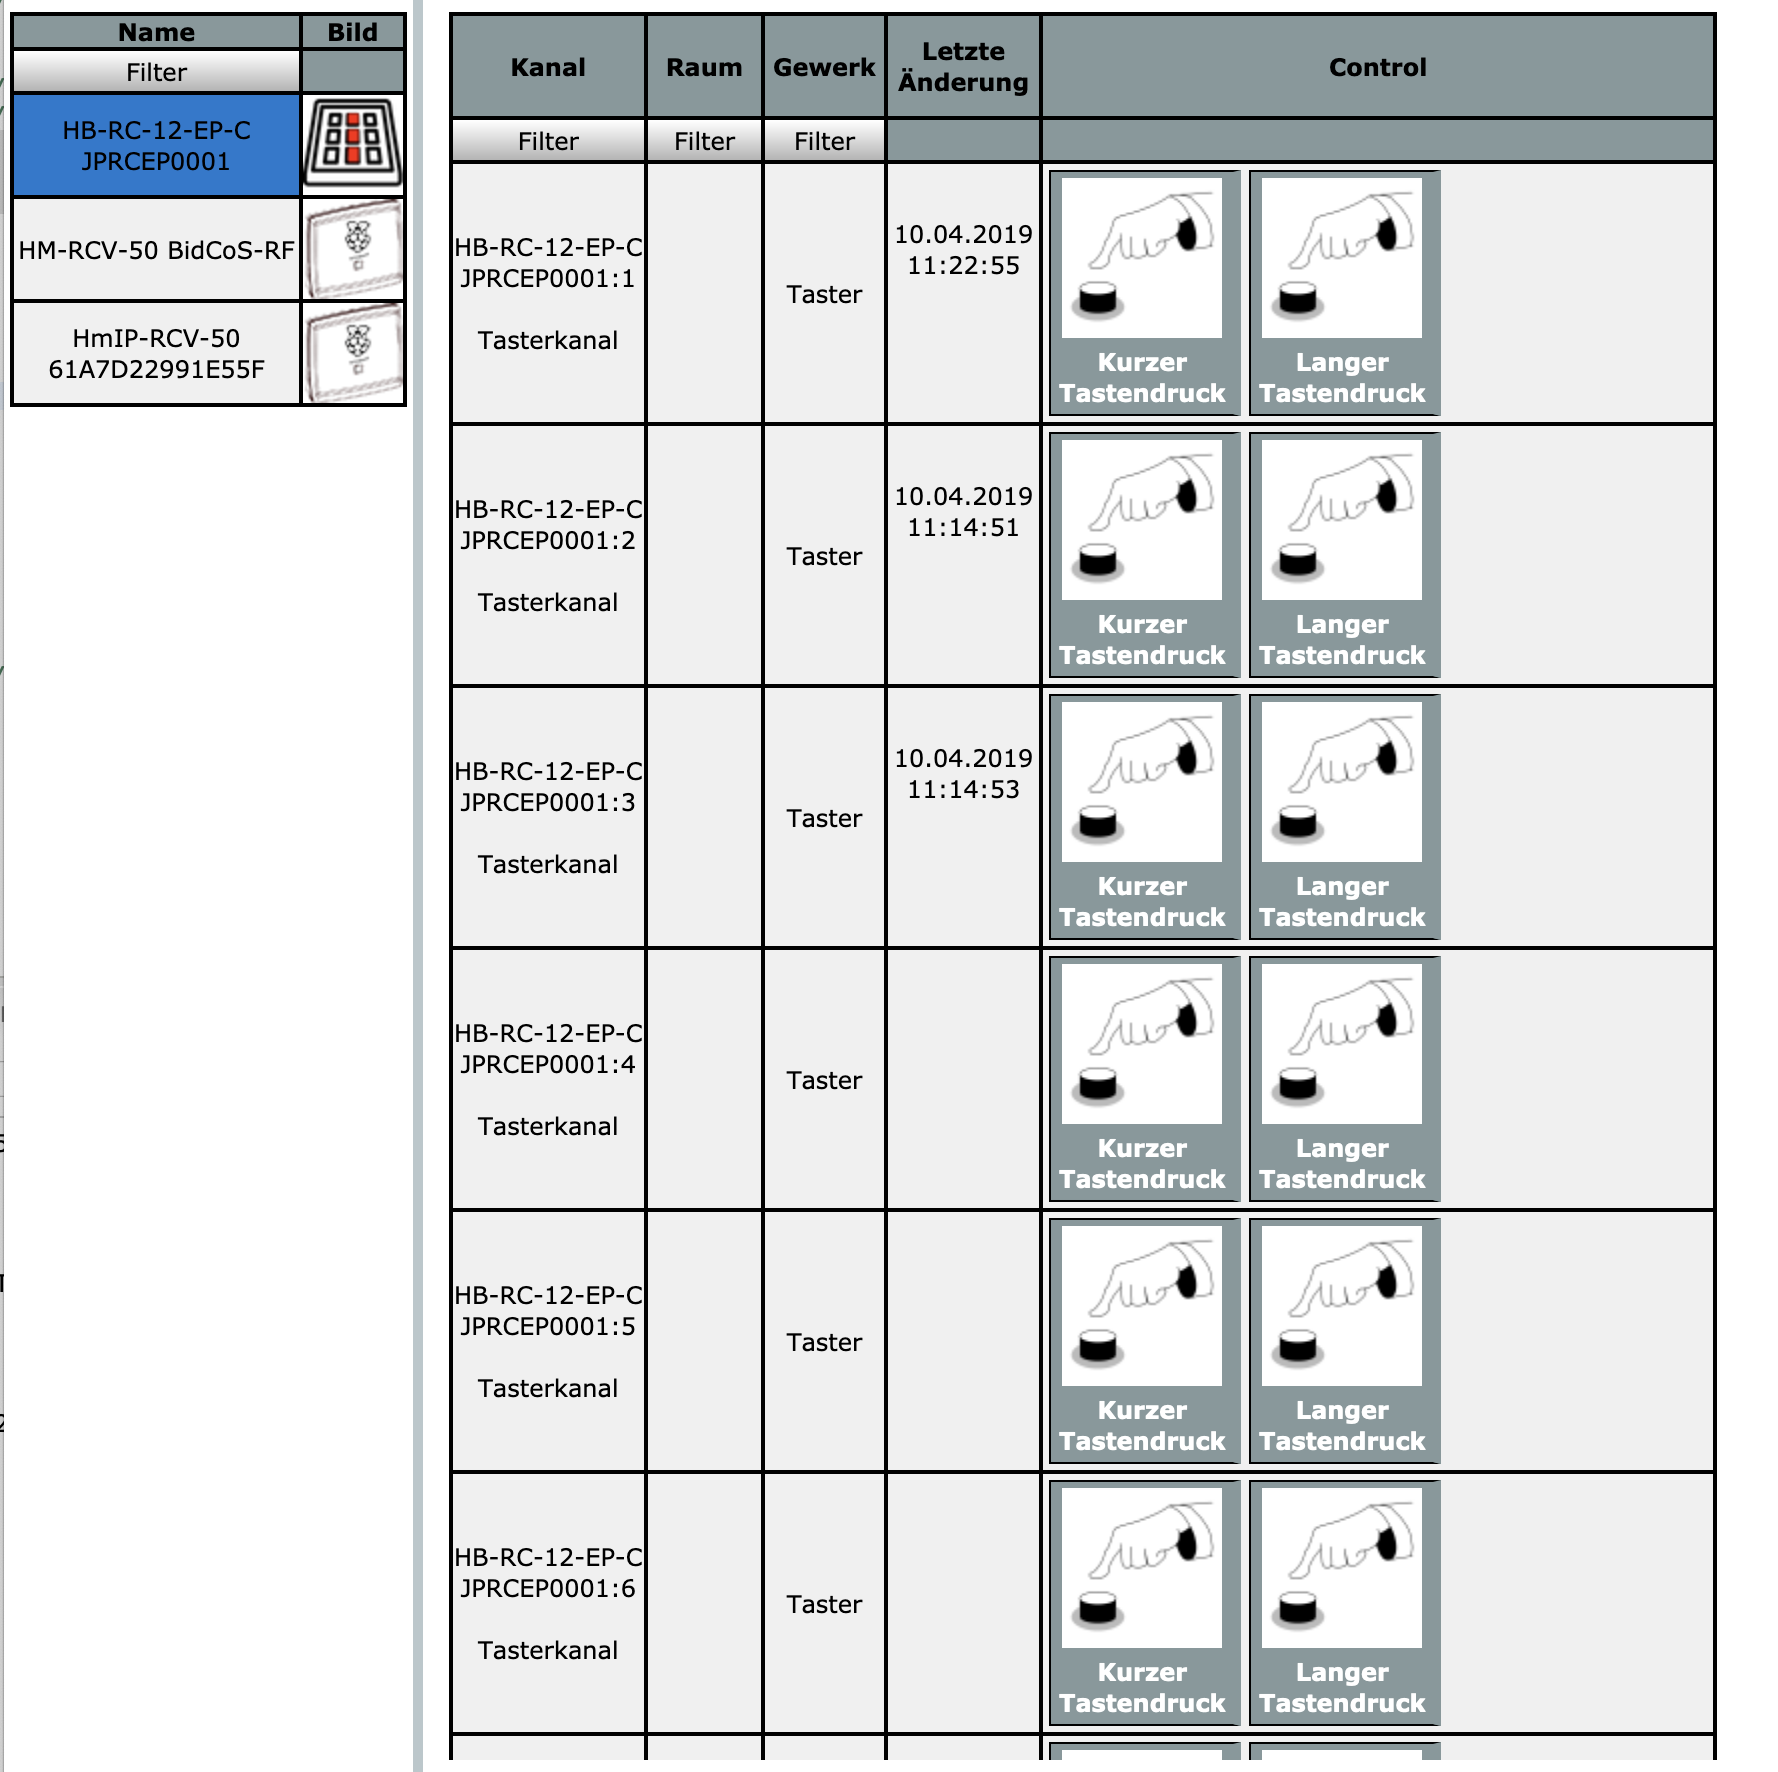 Name Bild
Filter
HB-RC-12-EP-C
JPRCEP0001
HM-RCV-50 BidCoS-RF
HmIP-RCV-50
61A7D22991E55F
Kanal Raum Gewerk Letzte
Änderung Control
Filter Filter Filter
HB-RC-12-EP-C
JPRCEP0001:1
Tasterkanal
Taster
10.04.2019
11:22:55
Kurzer
Tastendruck
Langer
Tastendruck
HB-RC-12-EP-C
JPRCEP0001:2
Tasterkanal
Taster
10.04.2019
11:14:51
Kurzer
Tastendruck
Langer
Tastendruck
HB-RC-12-EP-C
JPRCEP0001:3
Tasterkanal
Taster
10.04.2019
11:14:53
Kurzer
Tastendruck
Langer
Tastendruck
HB-RC-12-EP-C
JPRCEP0001:4
Tasterkanal
Taster
Kurzer
Tastendruck
Langer
Tastendruck
HB-RC-12-EP-C
JPRCEP0001:5
Tasterkanal
Taster
Kurzer
Tastendruck
Langer
Tastendruck
HB-RC-12-EP-C
JPRCEP0001:6
Tasterkanal
Taster
Kurzer
Tastendruck
Langer
Tastendruck